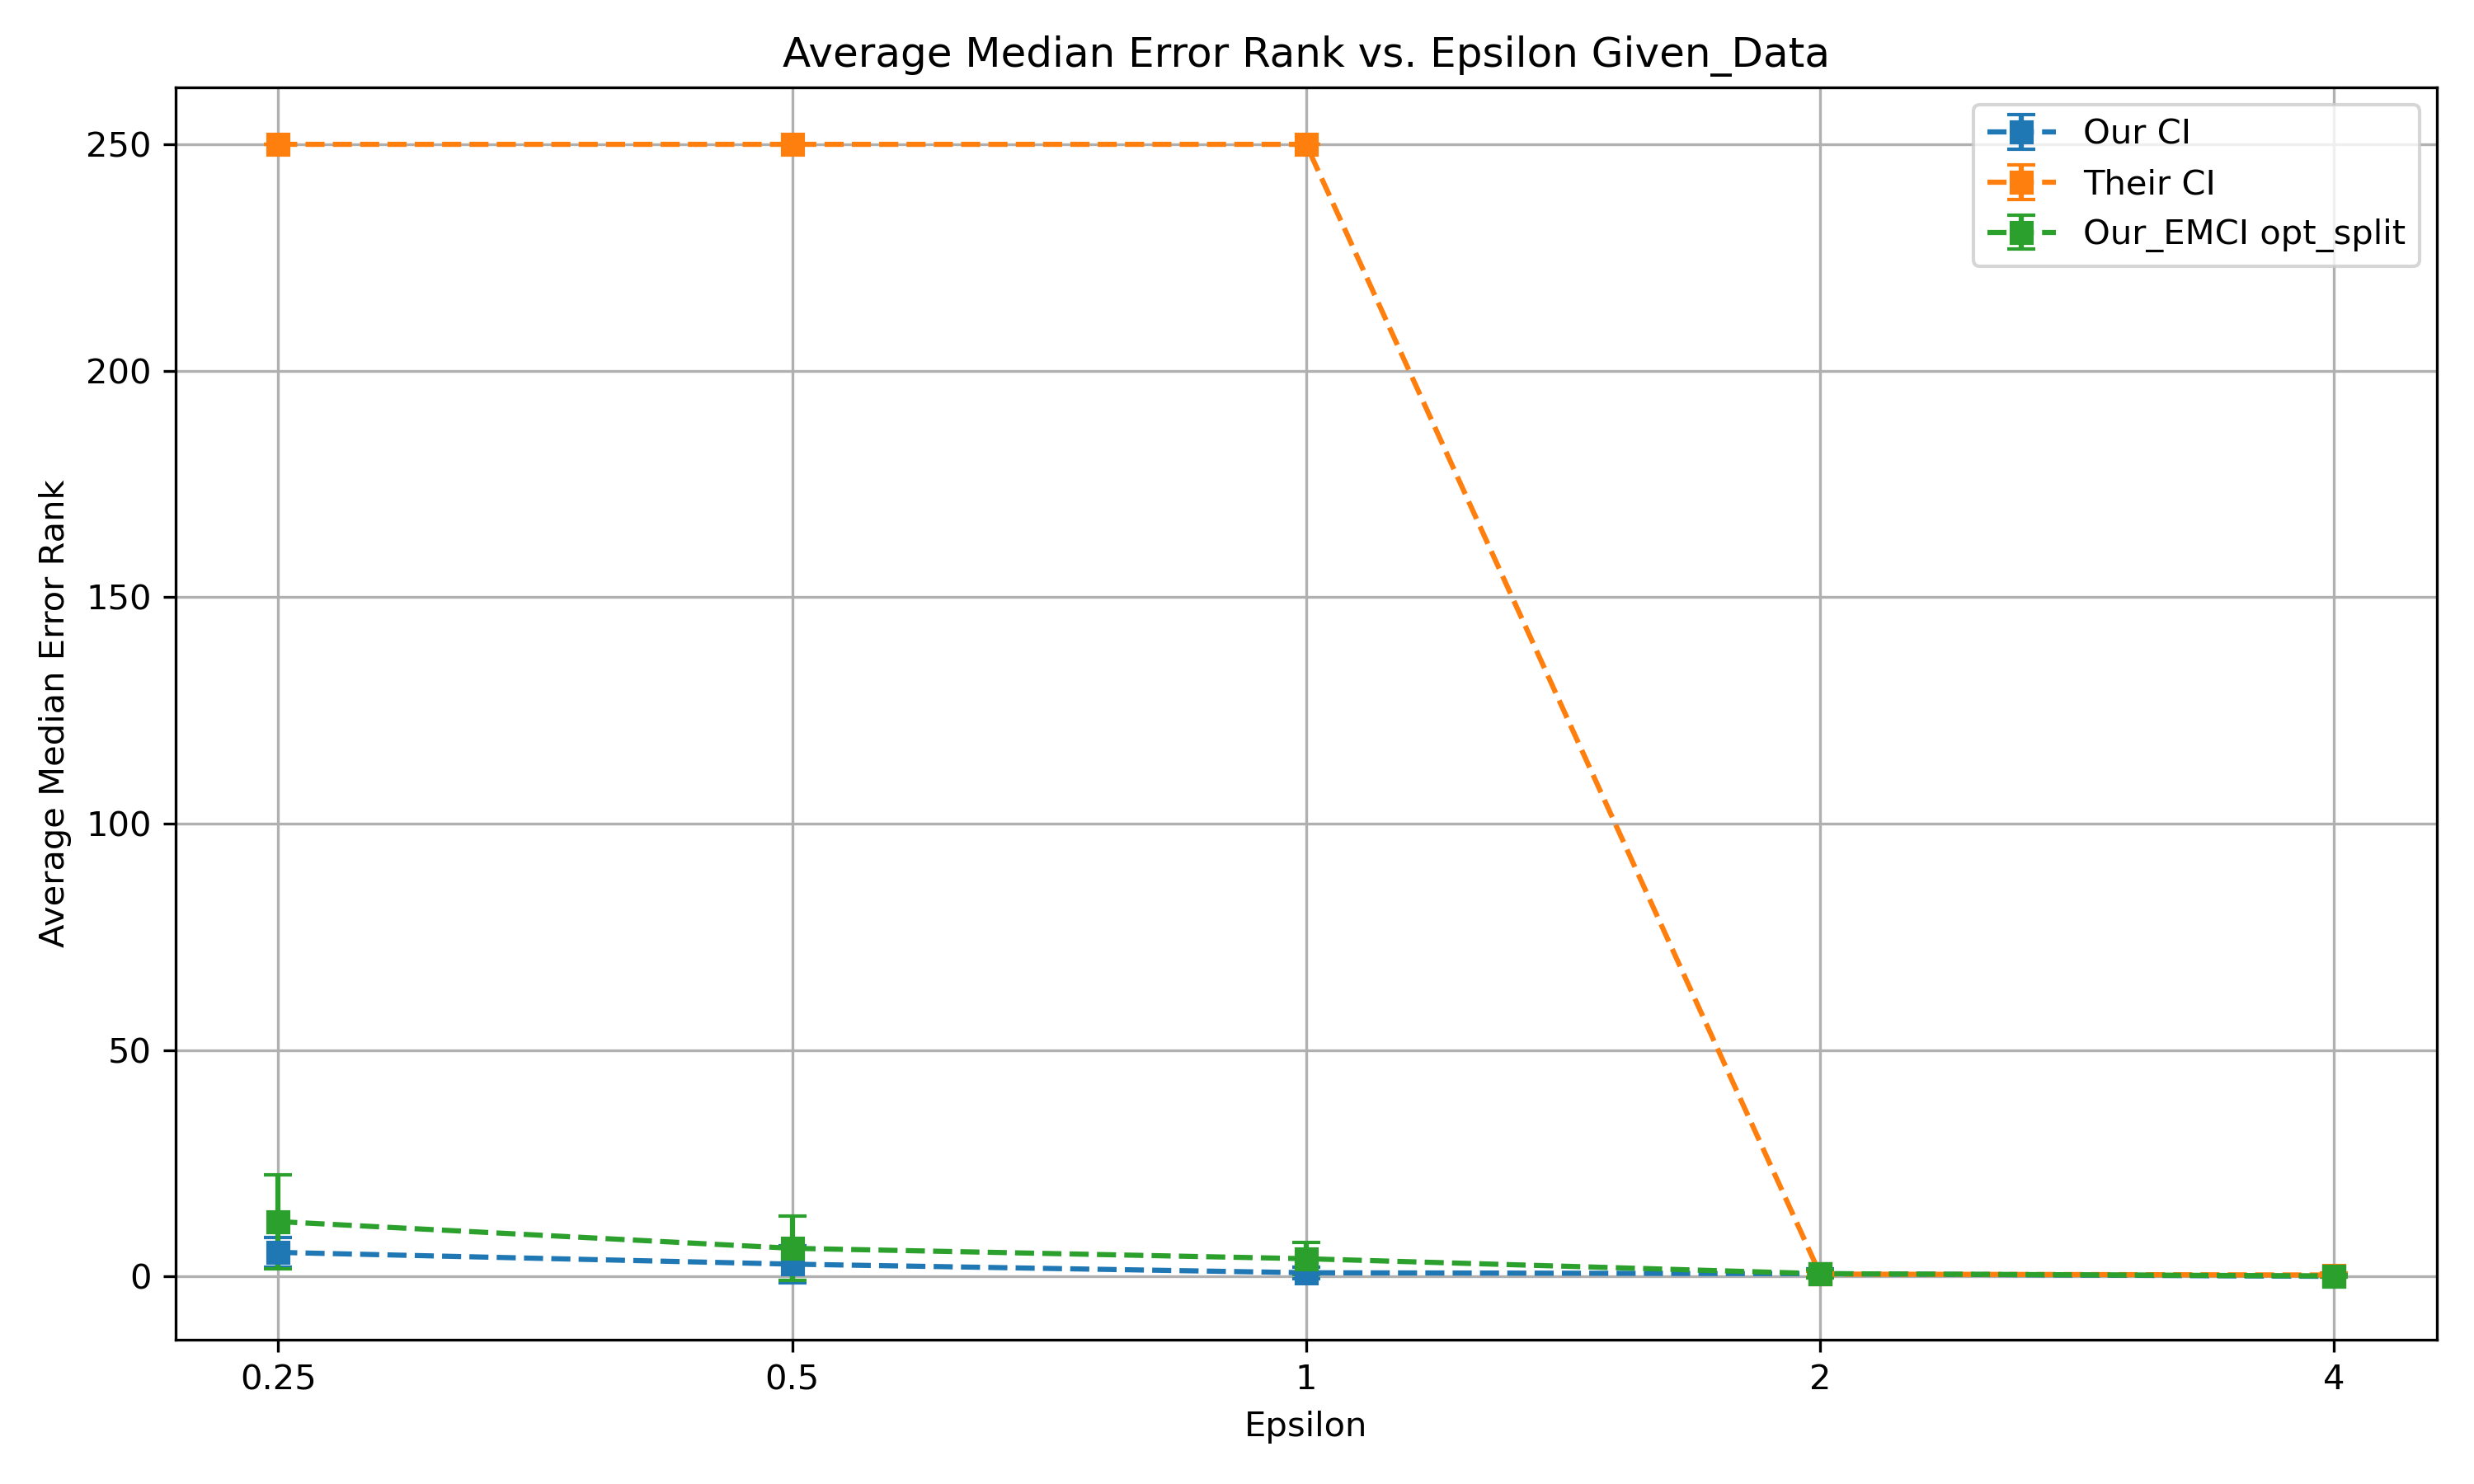 Average Median Error Rank vs. Epsilon Given_Data
Our CI
Their CI
Our_EMCI opt_split
Average Median Error Rank
250
200
150
100
50
0
0.25
0.5
1
2
4
Epsilon